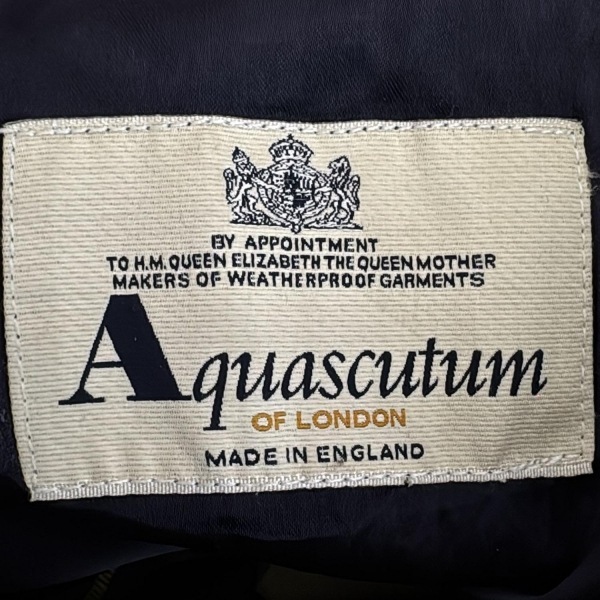 BY APPOINTMENT
TO H.M. QUEEN ELIZABETH THE QUEEN MOTHER
MAKERS OF WEATHERPROOF GARMENTS
Aquascutum
OF LONDON
MADE IN ENGLAND